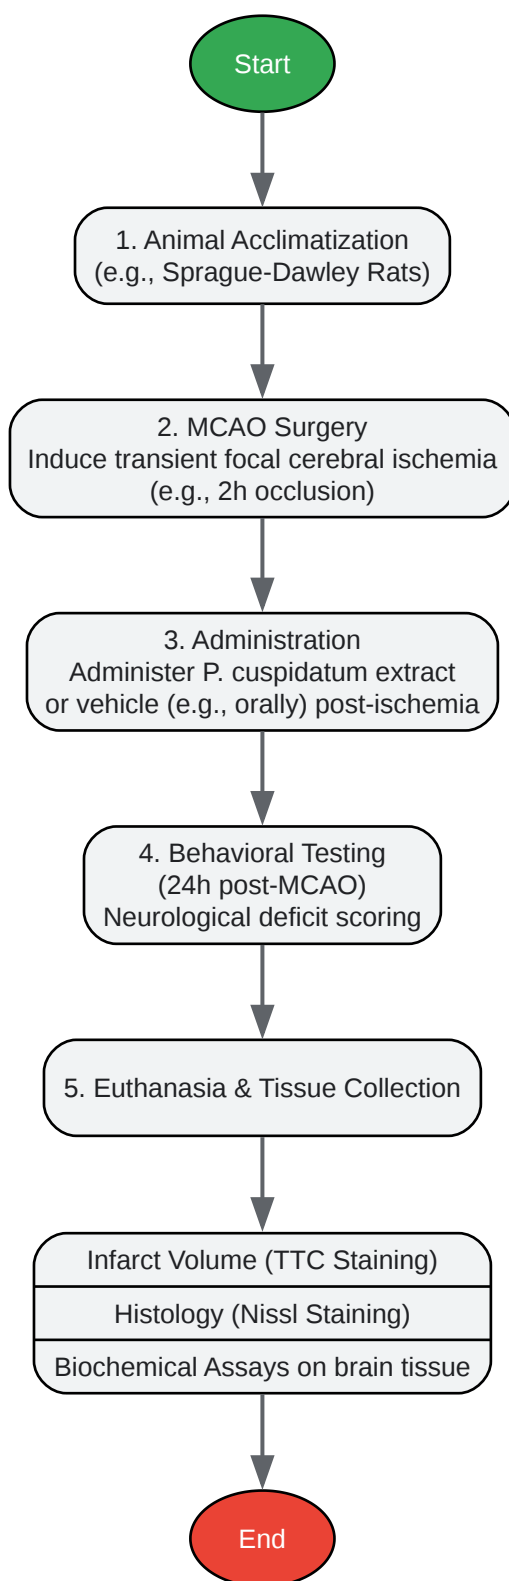 Start
1. Animal Acclimatization
(e.g., Sprague-Dawley Rats)
2. MCAO Surgery
Induce transient focal cerebral ischemia
(e.g., 2h occlusion)
3. Administration
Administer P. cuspidatum extract
or vehicle (e.g., orally) post-ischemia
4. Behavioral Testing
(24h post-MCAO)
Neurological deficit scoring
5. Euthanasia & Tissue Collection
Infarct Volume (TTC Staining)
Histology (Nissl Staining)
Biochemical Assays on brain tissue
End